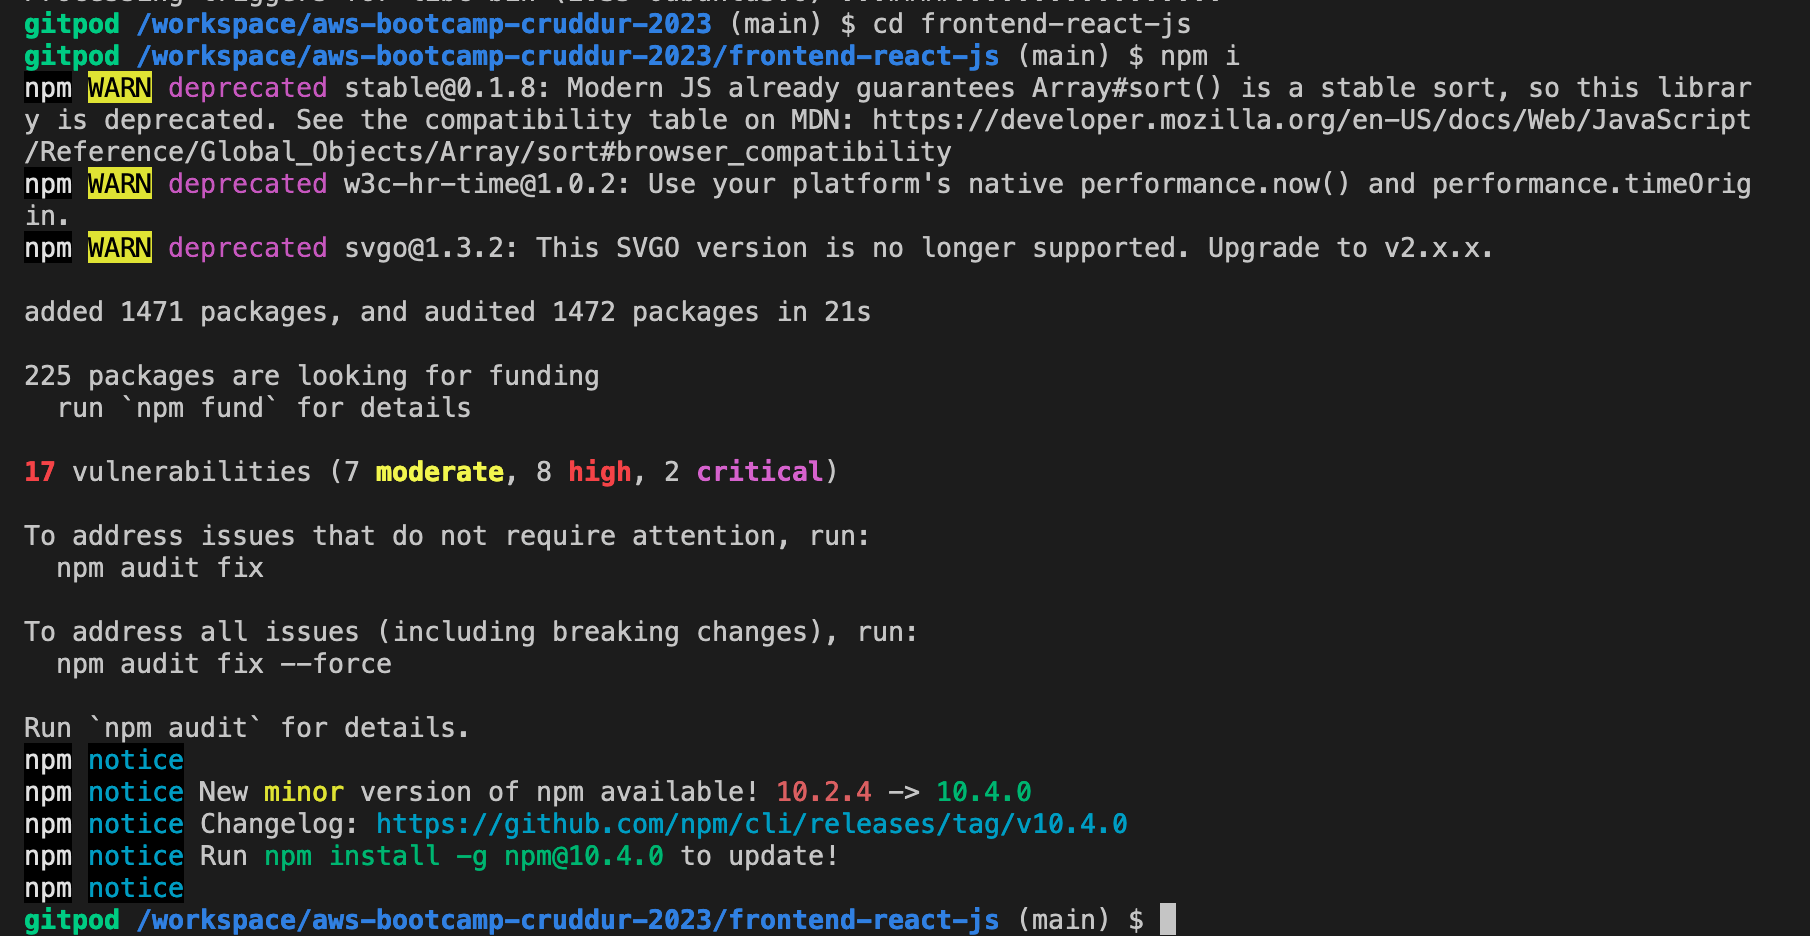 gitpod /workspace/aws-bootcamp-cruddur-2023 (main) $ cd frontend-react-js
gitpod /workspace/aws-bootcamp-cruddur-2023/frontend-react-js (main) $ npm i
npm WARN deprecated stable@0.1.8: Modern JS already guarantees Array#sort() is a stable sort, so this librar
y is deprecated. See the compatibility table on MDN: https://developer.mozilla.org/en-US/docs/Web/JavaScript
/Reference/Global_Objects/Array/sort#browser_compatibility
npm WARN deprecated w3c-hr-time@1.0.2: Use your platform's native performance.now() and performance.timeOrig
in.
npm WARN deprecated svgo@1.3.2: This SVGO version is no longer supported. Upgrade to v2.x.x.
added 1471 packages, and audited 1472 packages in 21s
225 packages are looking for funding
  run `npm fund` for details
17 vulnerabilities (7 moderate, 8 high, 2 critical)
To address issues that do not require attention, run:
  npm audit fix
To address all issues (including breaking changes), run:
  npm audit fix --force
Run `npm audit` for details.
npm notice
npm notice New minor version of npm available! 10.2.4 -> 10.4.0
npm notice Changelog: https://github.com/npm/cli/releases/tag/v10.4.0
npm notice Run npm install -g npm@10.4.0 to update!
npm notice
gitpod /workspace/aws-bootcamp-cruddur-2023/frontend-react-js (main) $